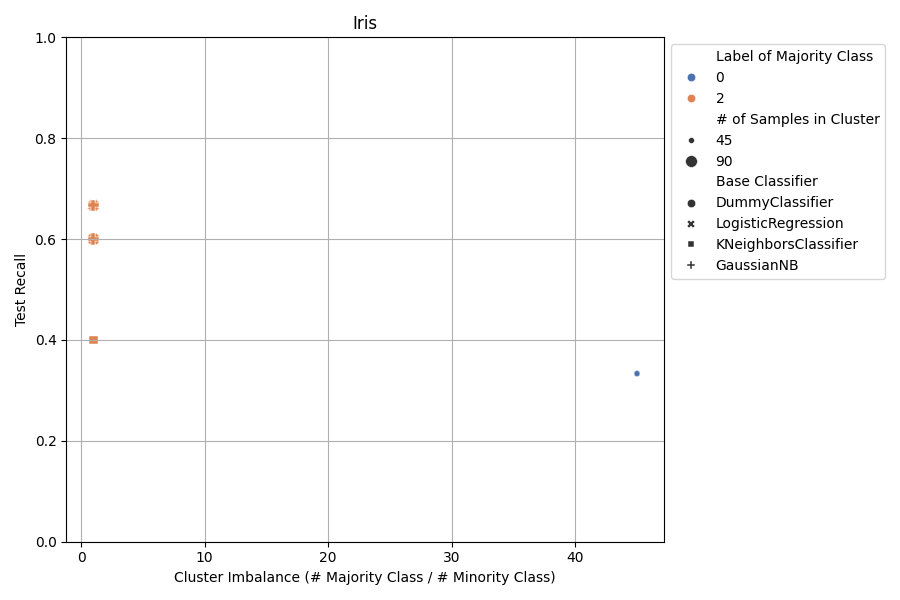 Iris
1.0
0.8
0.6
0.4
0.2
0.0
Test Recall
0
10
20
30
40
Cluster Imbalance (# Majority Class / # Minority Class)
Label of Majority Class
0
2
# of Samples in Cluster
45
90
Base Classifier
DummyClassifier
LogisticRegression
KNeighborsClassifier
GaussianNB